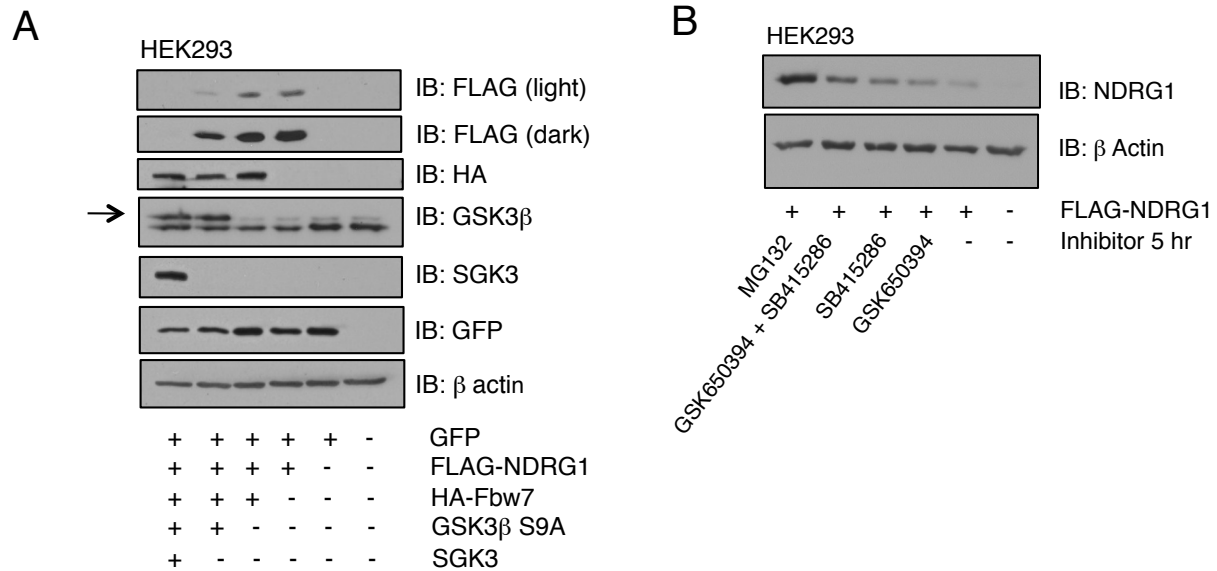 A
HEK293
IB: FLAG (light)
IB: FLAG (dark)
IB: HA
IB: GSK3β
IB: SGK3
IB: GFP
IB: β actin
+ + + + + - GFP
+ + + + - - FLAG-NDRG1
+ + + - - - HA-Fbw7
+ + - - - - GSK3β S9A
+ - - - - - SGK3
B
HEK293
IB: NDRG1
IB: β Actin
+ + + + + - FLAG-NDRG1
- - Inhibitor 5 hr
MG132
GSK650394 + SB415286
SB415286
GSK650394